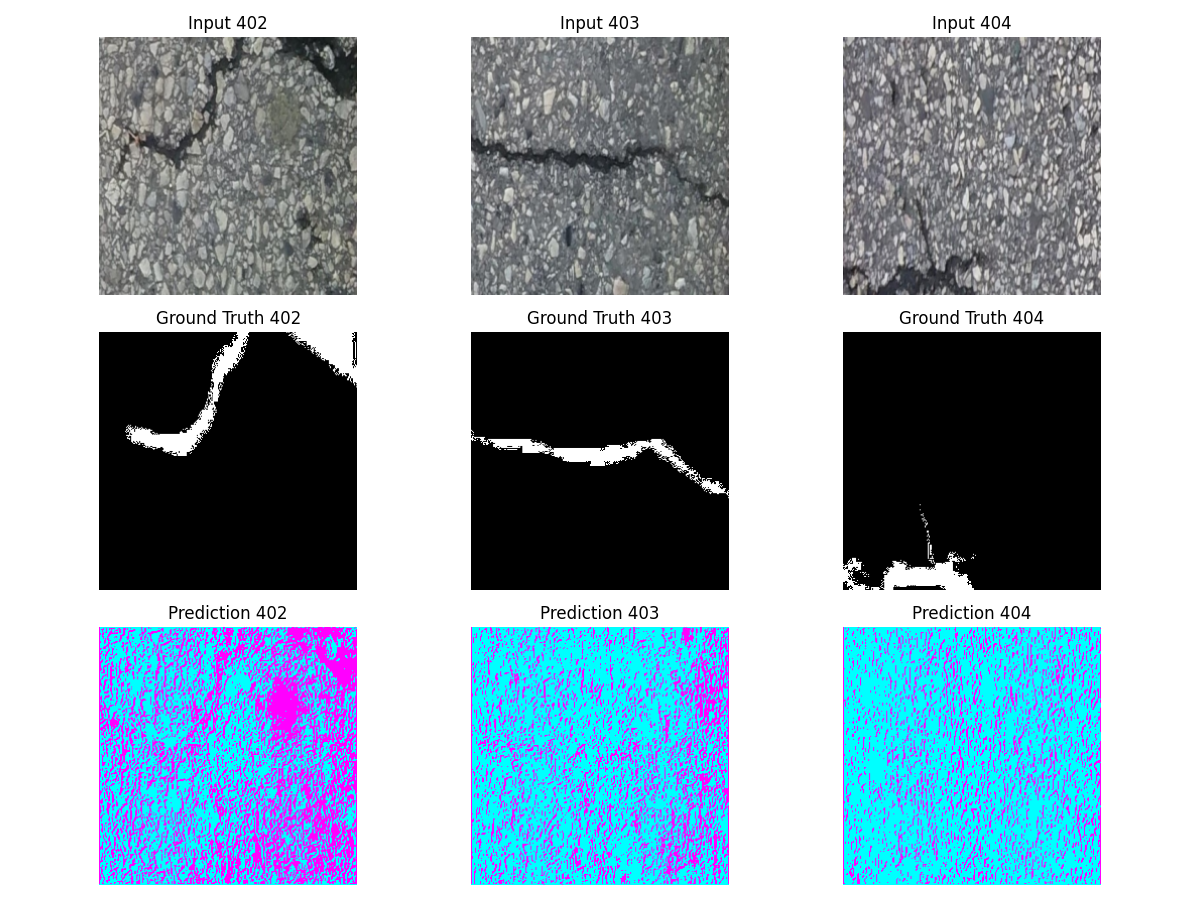 Input 402
Input 403
Input 404
Ground Truth 402
Ground Truth 403
Ground Truth 404
Prediction 402
Prediction 403
Prediction 404